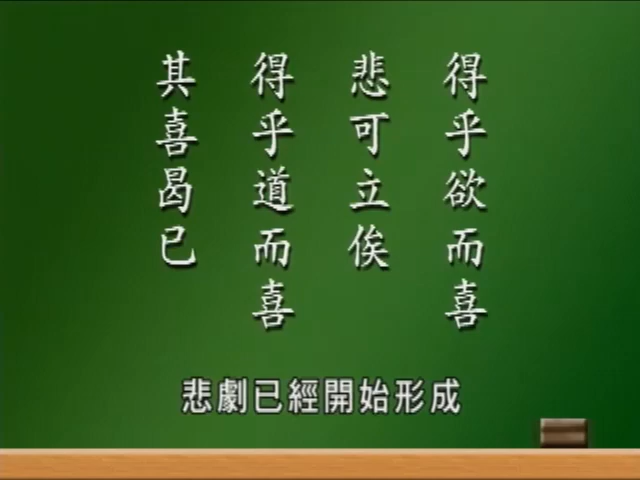 得乎欲而喜
悲可立俟
得乎道而喜
其喜曷已
悲劇已經開始形成